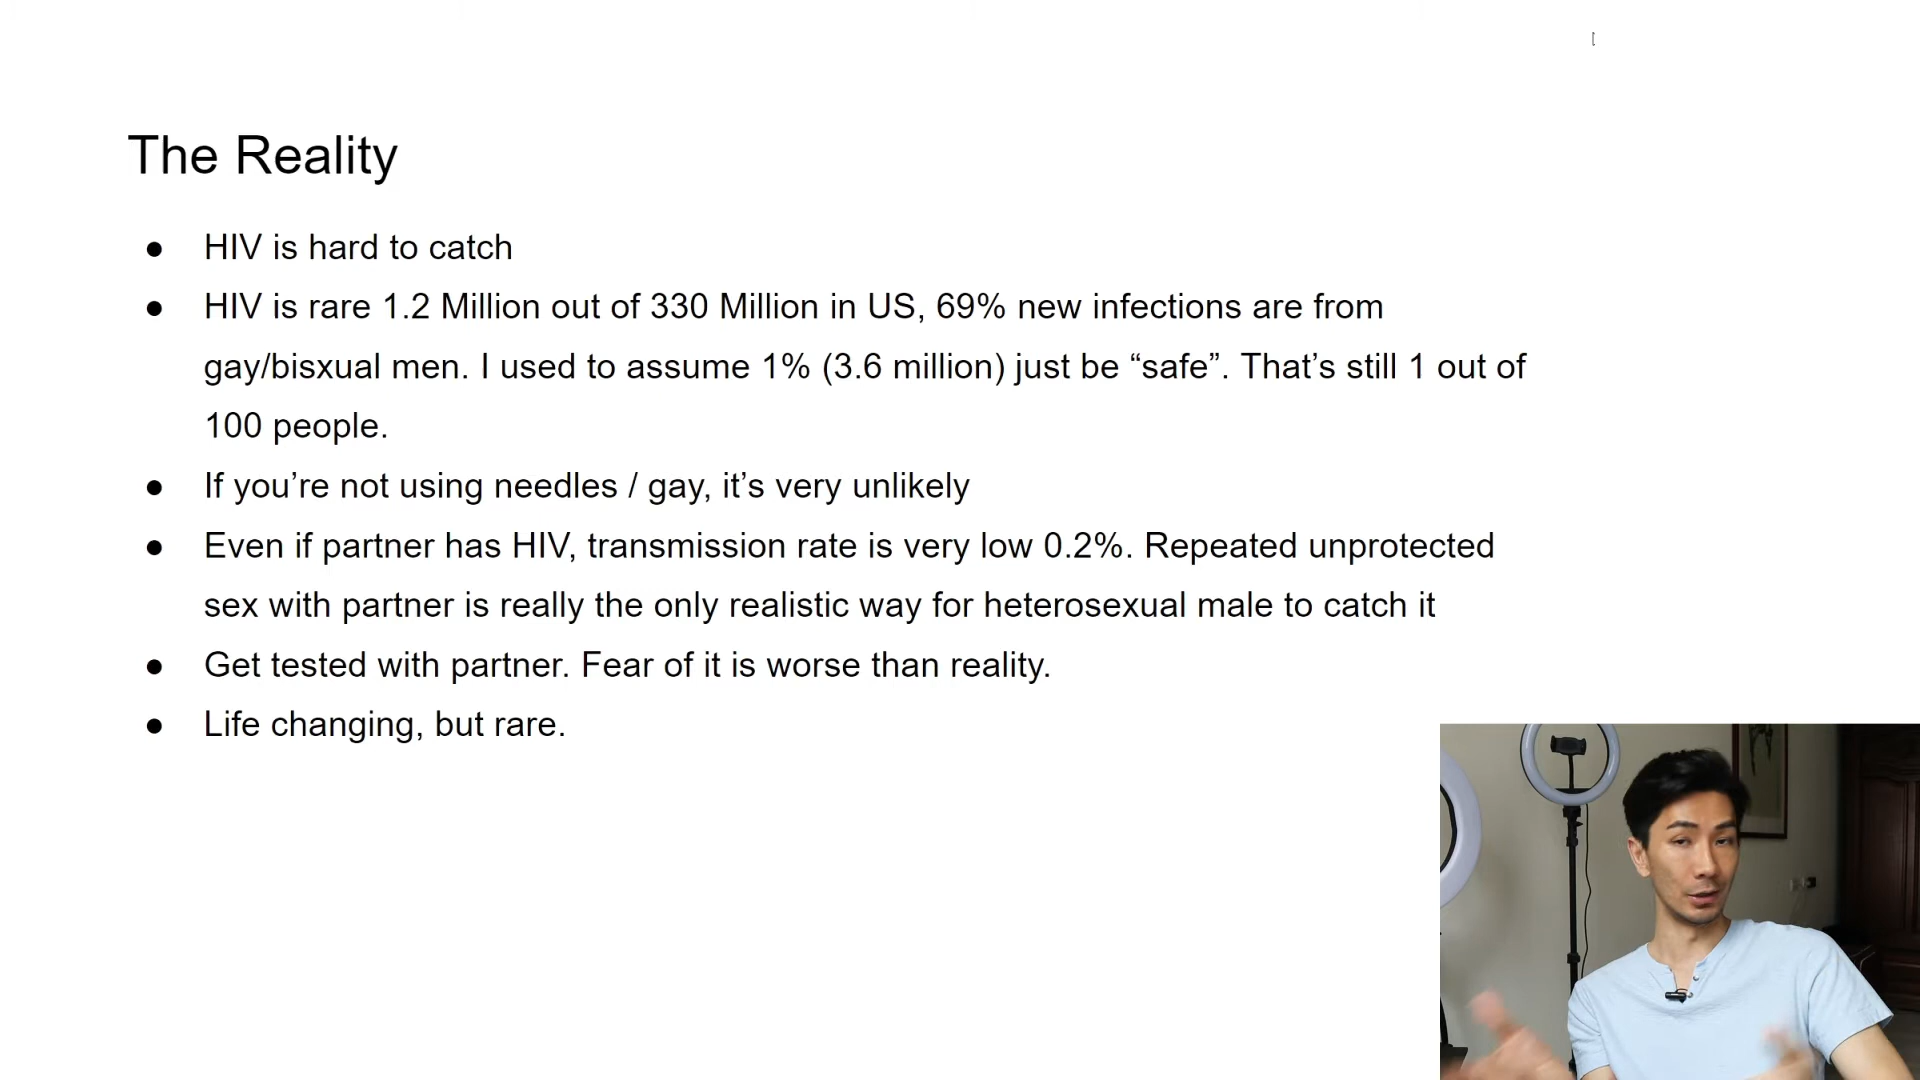 The Reality
● HIV is hard to catch
● HIV is rare 1.2 Million out of 330 Million in US, 69% new infections are from
gay/bisxual men. I used to assume 1% (3.6 million) just be “safe”. That’s still 1 out of
100 people.
● If you’re not using needles / gay, it’s very unlikely
● Even if partner has HIV, transmission rate is very low 0.2%. Repeated unprotected
sex with partner is really the only realistic way for heterosexual male to catch it
● Get tested with partner. Fear of it is worse than reality.
● Life changing, but rare.